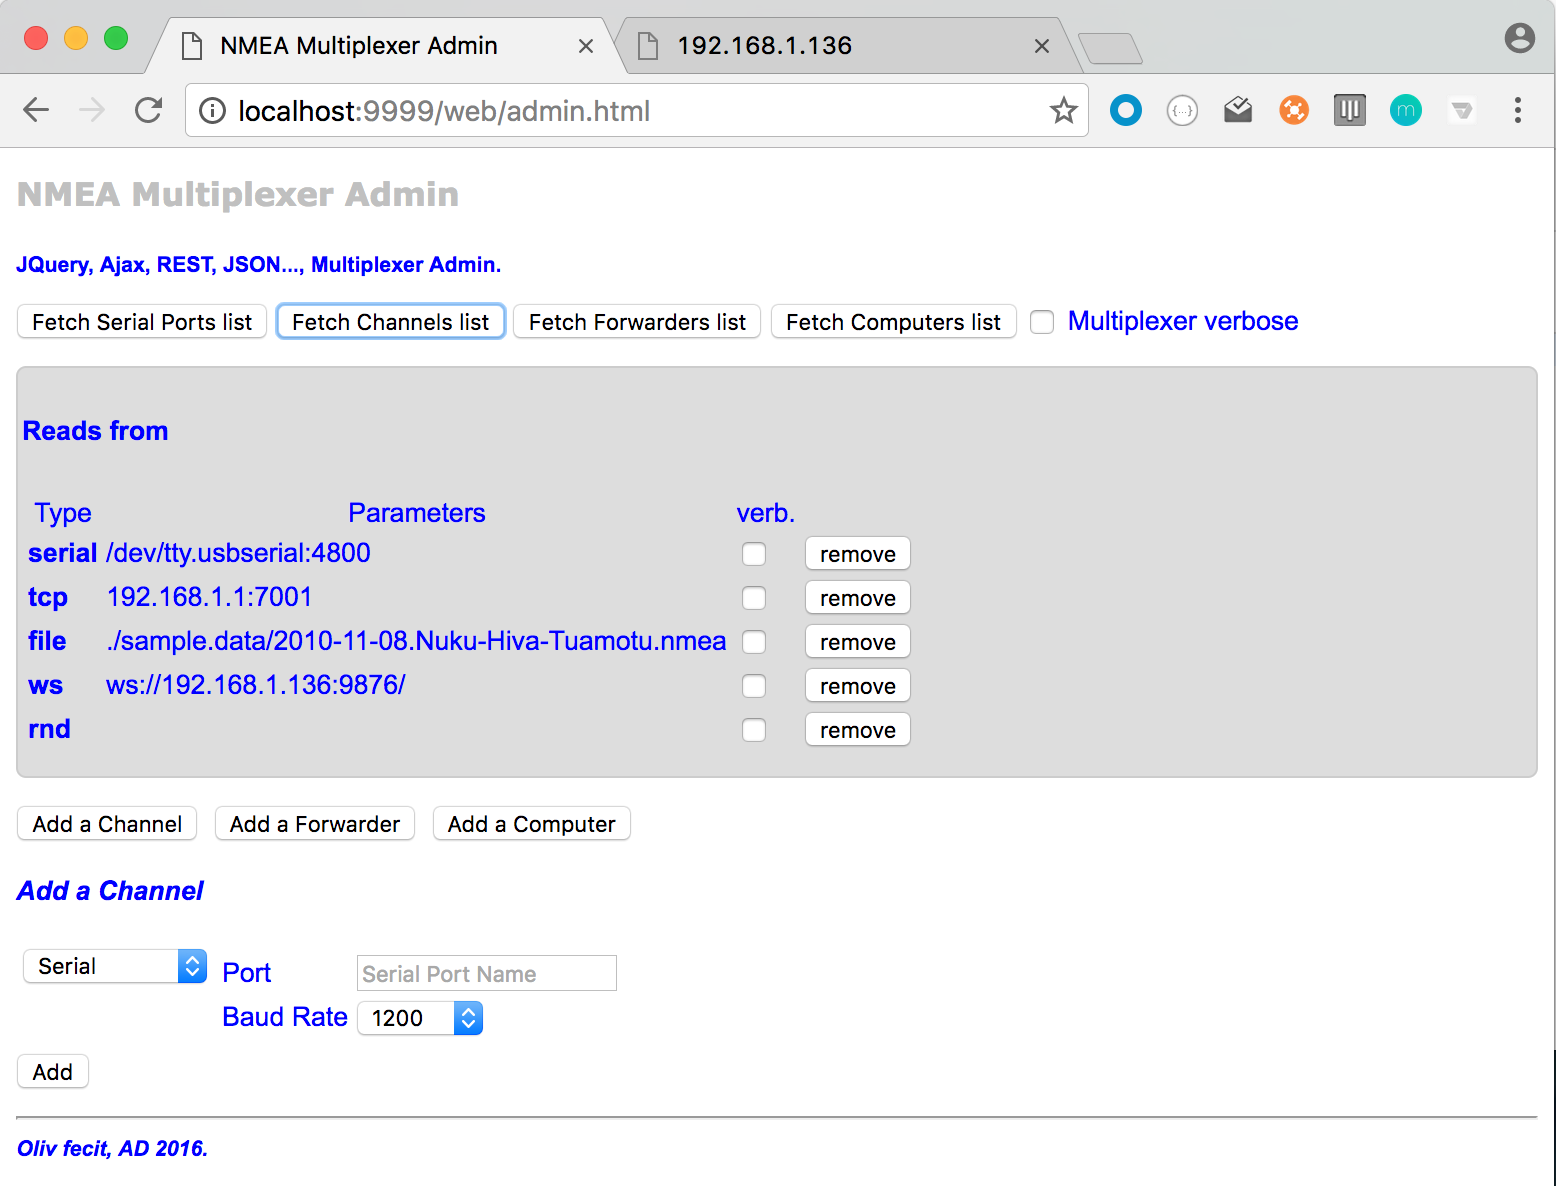 NMEA Multiplexer Admin
192.168.1.136
localhost:9999/web/admin.html
{...}
m
NMEA Multiplexer Admin
JQuery, Ajax, REST, JSON..., Multiplexer Admin.
Fetch Serial Ports list Fetch Channels list Fetch Forwarders list Fetch Computers list Multiplexer verbose
Reads from
Type Parameters verb.
serial /dev/tty.usbserial:4800 remove
tcp 192.168.1.1:7001 remove
file ./sample.data/2010-11-08.Nuku-Hiva-Tuamotu.nmea remove
ws ws://192.168.1.136:9876/ remove
rnd remove
Add a Channel Add a Forwarder Add a Computer
Add a Channel
Serial Port Serial Port Name
Baud Rate 1200
Add
Oliv fecit, AD 2016.